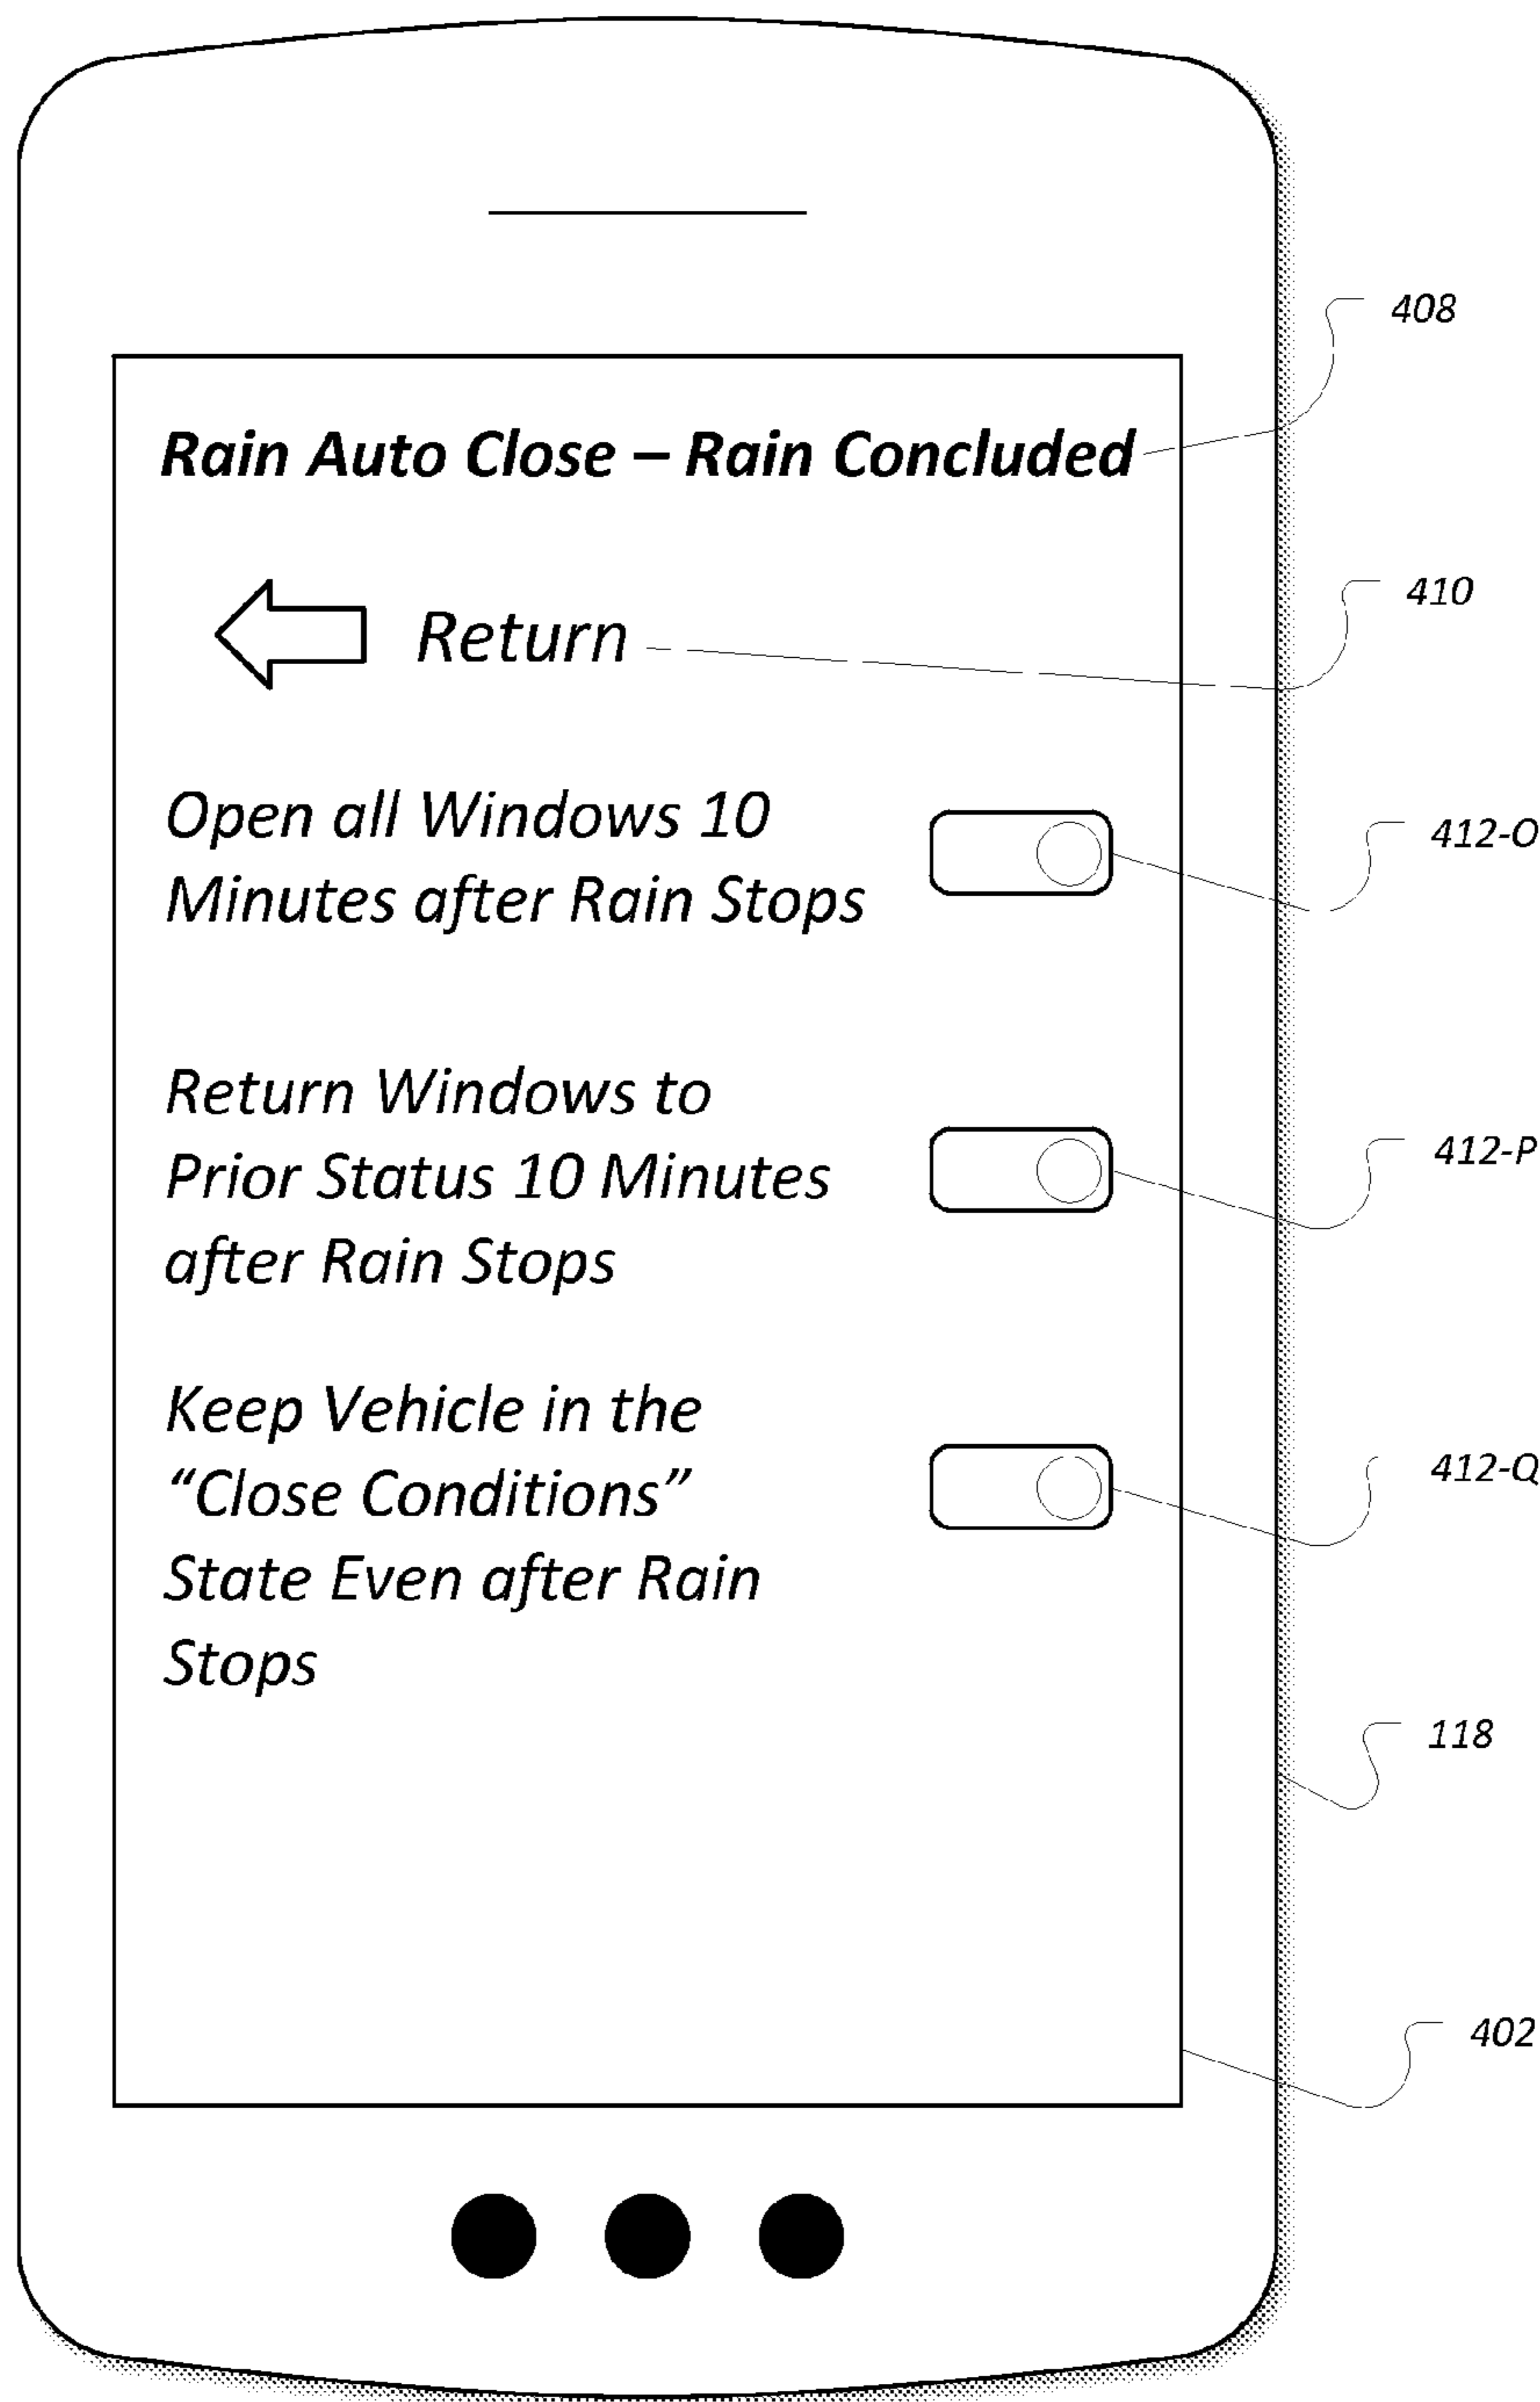 408
Rain Auto Close – Rain Concluded
410
Return
Open all Windows 10
Minutes after Rain Stops
412-O
Return Windows to
Prior Status 10 Minutes
after Rain Stops
412-P
Keep Vehicle in the
“Close Conditions”
State Even after Rain
Stops
412-Q
118
402